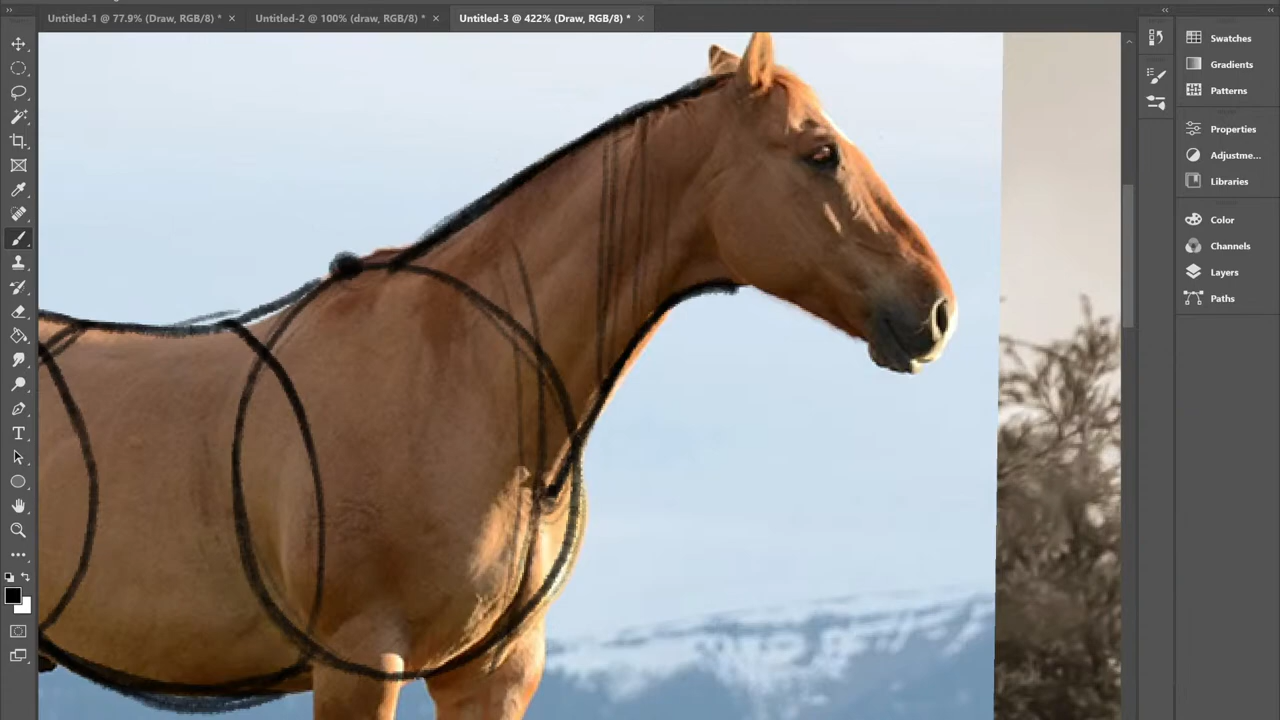 Untitled-1 @ 77.9% (Draw, RGB/8) *
Untitled-2 @ 100% (draw, RGB/8) *
Untitled-3 @ 422% (Draw, RGB/8) *
Swatches
Gradients
Patterns
Properties
Adjustme...
Libraries
Color
Channels
Layers
Paths